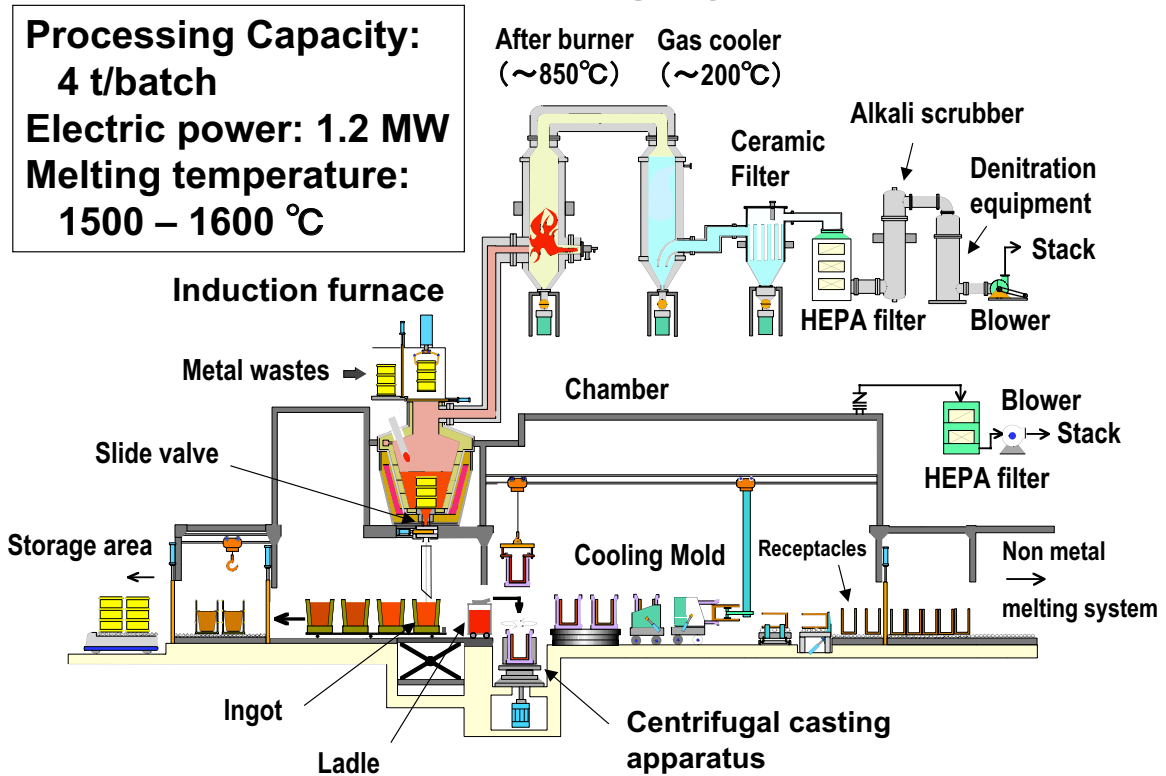 Processing Capacity:
4 t/batch
Electric power: 1.2 MW
Melting temperature:
1500 – 1600 ℃
After burner
(～850℃)
Gas cooler
(～200℃)
Ceramic
Filter
Alkali scrubber
Denitration
equipment
Stack
HEPA filter
Blower
Induction furnace
Metal wastes
Chamber
Blower
Stack
HEPA filter
Slide valve
Storage area
Cooling Mold
Receptacles
Non metal
melting system
Ingot
Ladle
Centrifugal casting
apparatus